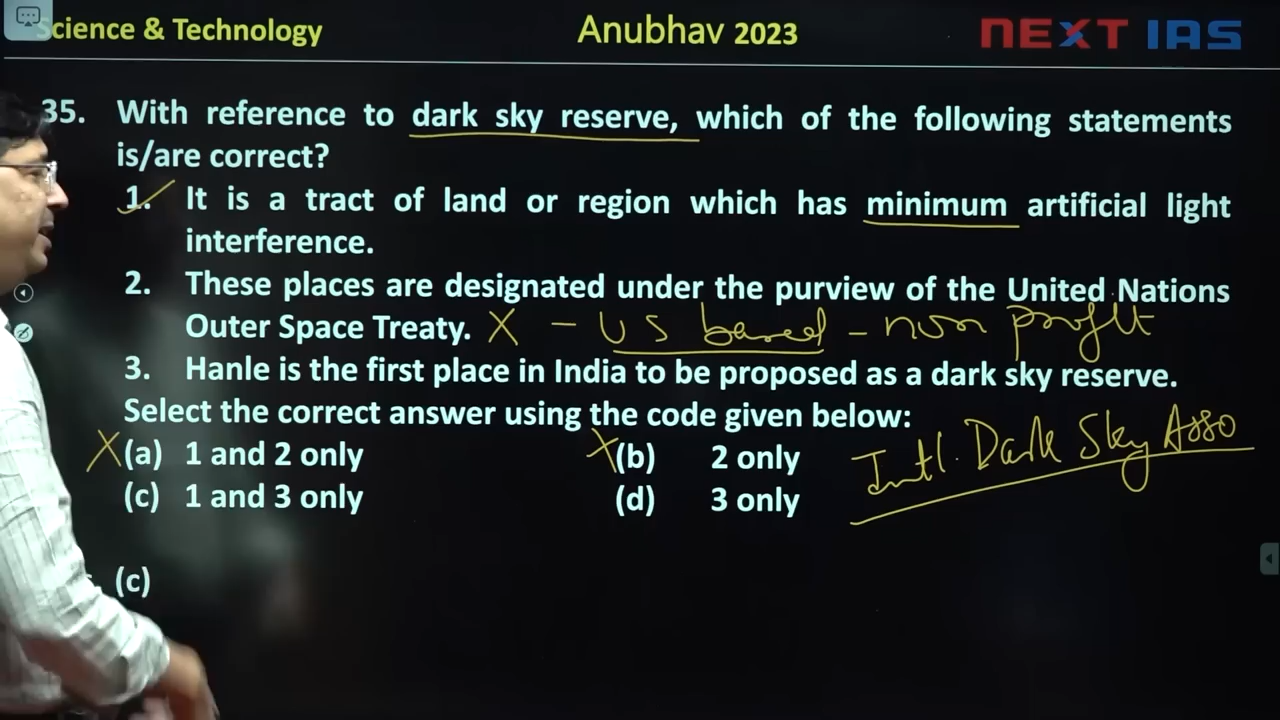 Science & Technology
Anubhav 2023
NEXT IAS
35. With reference to dark sky reserve, which of the following statements
is/are correct?
1. It is a tract of land or region which has minimum artificial light
interference.
2. These places are designated under the purview of the United Nations
Outer Space Treaty. X – US based – non profit
3. Hanle is the first place in India to be proposed as a dark sky reserve.
Select the correct answer using the code given below:
X (a) 1 and 2 only X (b) 2 only
Intl. Dark Sky Asso
(c) 1 and 3 only (d) 3 only
(c)